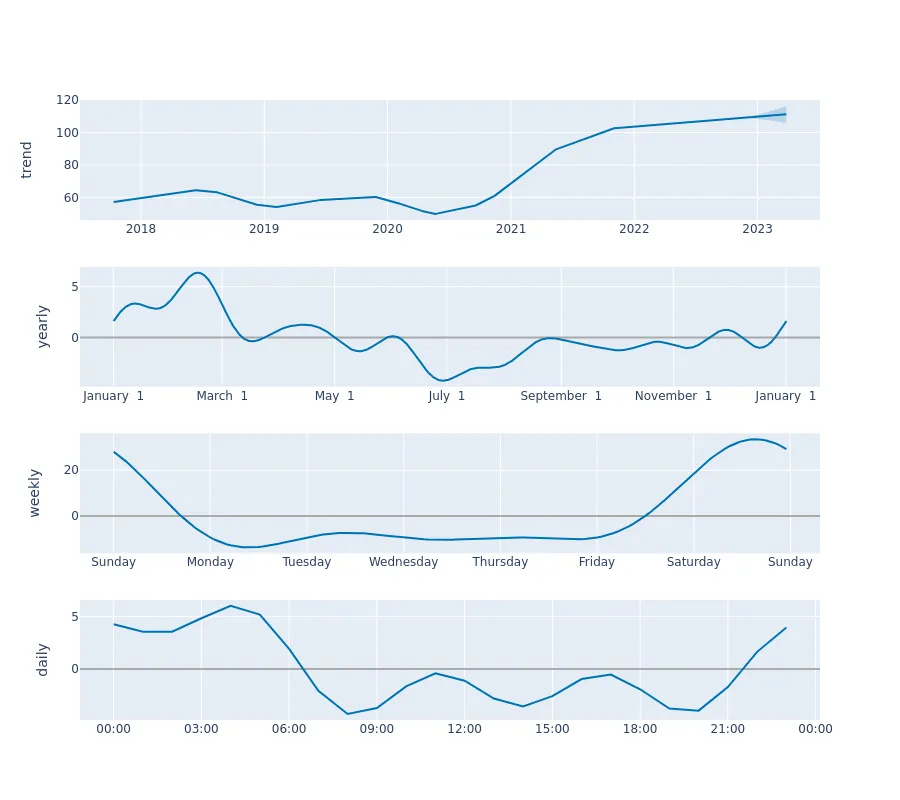 trend
120
100
80
60
2018 2019 2020 2021 2022 2023
yearly
5
0
January 1 March 1 May 1 July 1 September 1 November 1 January 1
weekly
20
0
Sunday Monday Tuesday Wednesday Thursday Friday Saturday Sunday
daily
5
0
00:00 03:00 06:00 09:00 12:00 15:00 18:00 21:00 00:00